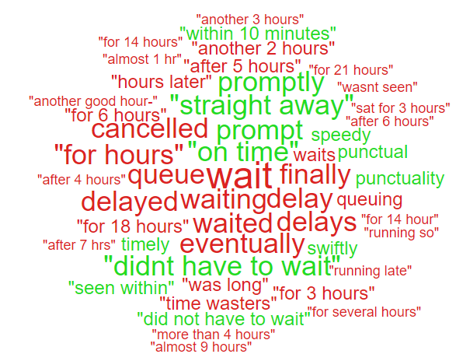 "another 3 hours"
"within 10 minutes"
"for 14 hours" "another 2 hours"
"almost 1 hr" "after 5 hours" "for 21 hours"
"hours later" promptly "wasnt seen"
"another good hour-" "straight away" "sat for 3 hours"
"for 6 hours" "after 6 hours"
cancelled prompt speedy
"for hours" "on time" waits punctual
"after 4 hours" queue wait finally punctuality
delayed waiting delay queuing
"for 18 hours" waited delays "for 14 hour"
"running so"
"after 7 hrs" timely eventually swiftly
"didnt have to wait" "running late"
"seen within" "was long"
"time wasters" "for 3 hours"
"did not have to wait" "for several hours"
"more than 4 hours"
"almost 9 hours"